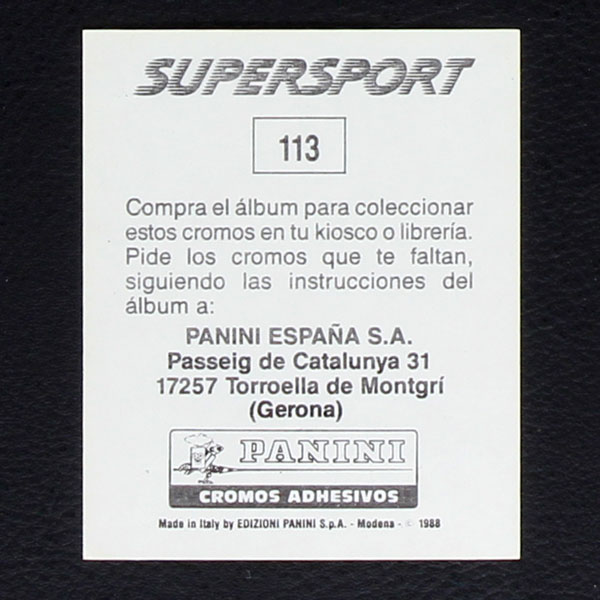 SUPERSPORT
113
Compra el álbum para coleccionar
estos cromos en tu kiosco o librería.
Pide los cromos que te faltan,
siguiendo las instrucciones del
álbum a:
PANINI ESPAÑA S.A.
Passeig de Catalunya 31
17257 Torroella de Montgrí
(Gerona)
PANINI
CROMOS ADHESIVOS
Made in Italy by EDIZIONI PANINI S.p.A. - Modena - © 1988